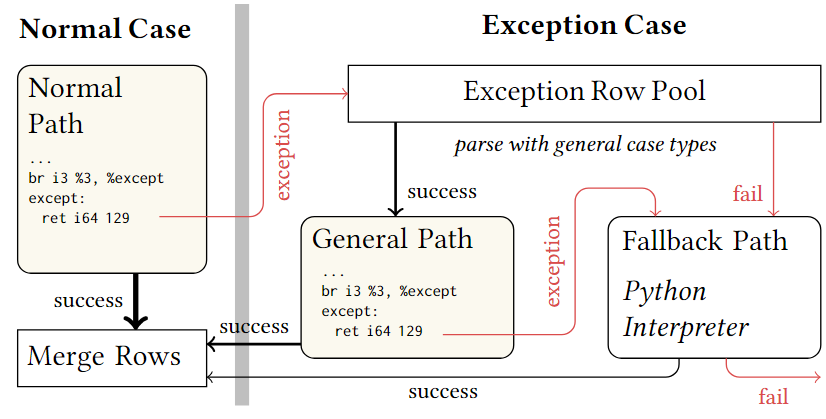 Normal Case
Exception Case
Normal
Path
...
br i3 %3, %except
except:
ret i64 129
exception
Exception Row Pool
parse with general case types
success
fail
General Path
...
br i3 %3, %except
except:
ret i64 129
exception
Fallback Path
Python
Interpreter
success
success
Merge Rows
success
fail